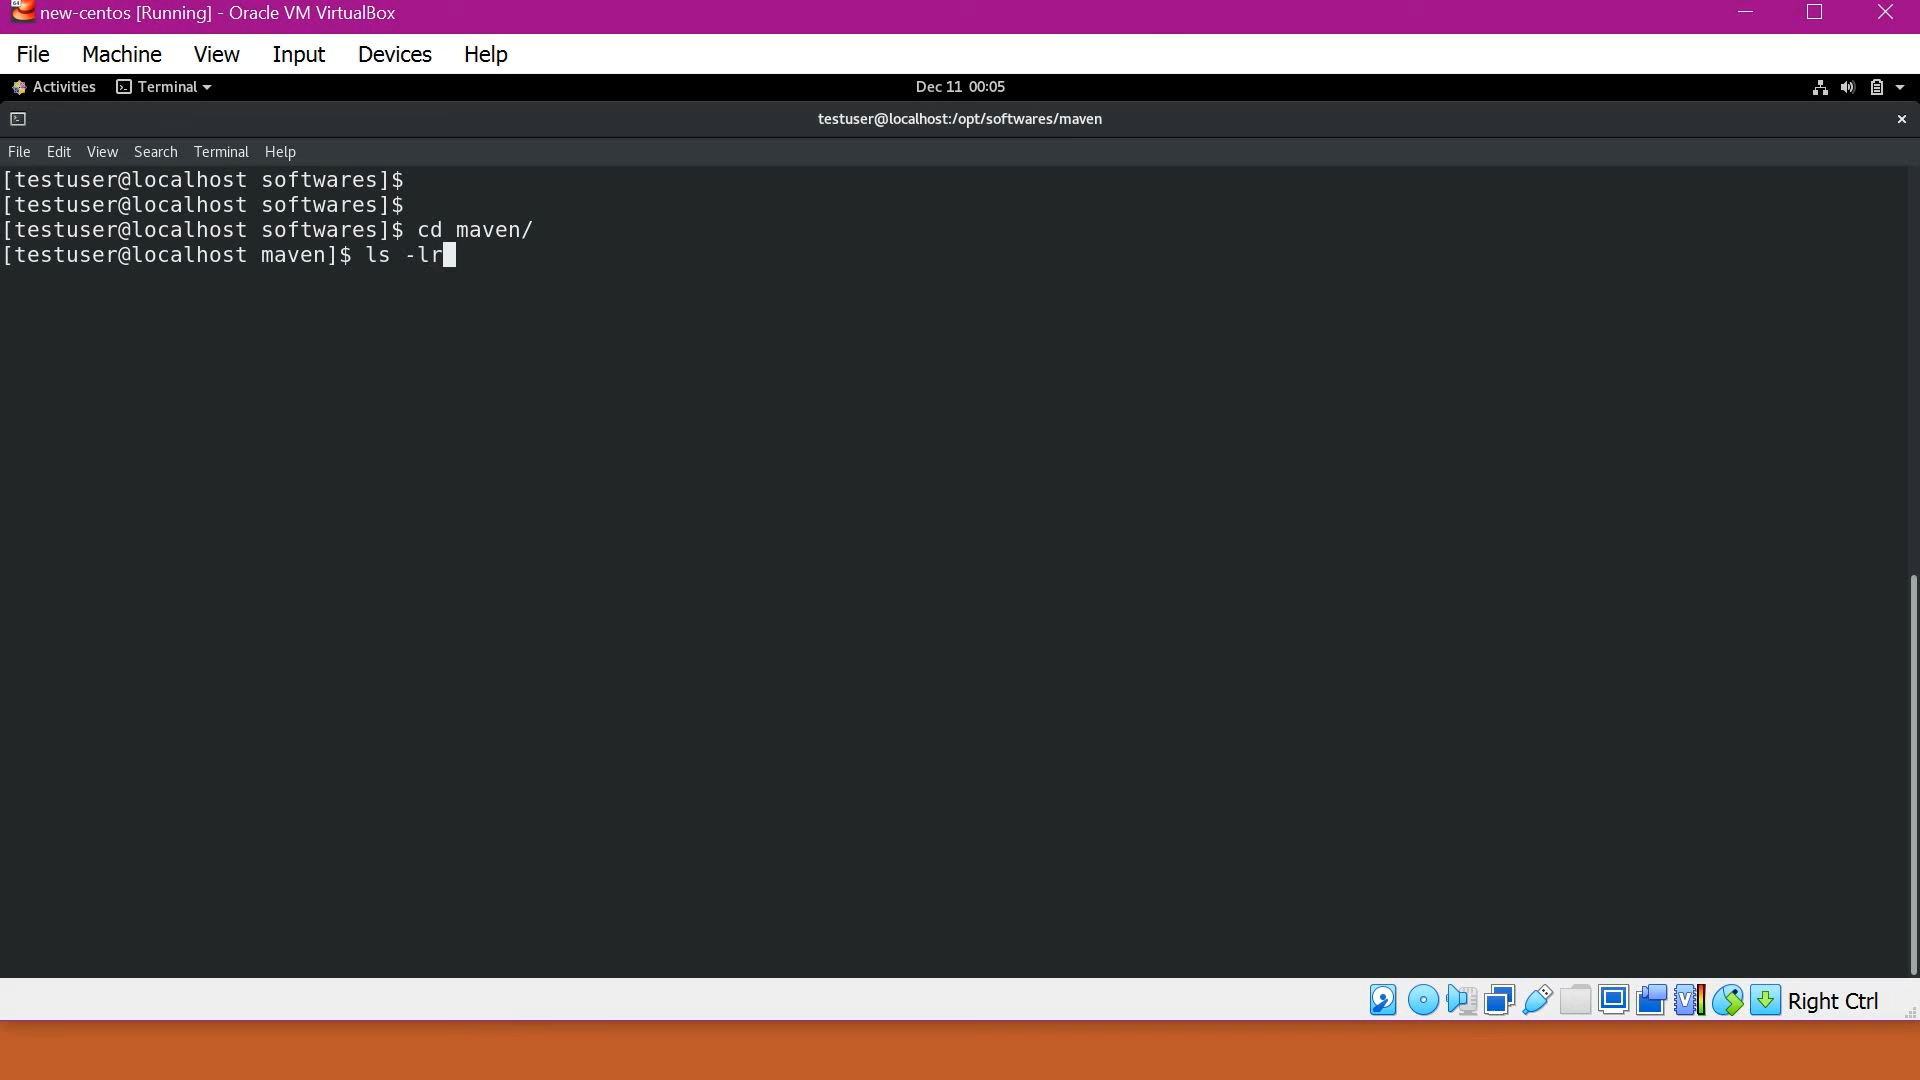 new-centos [Running] - Oracle VM VirtualBox
File Machine View Input Devices Help
Activities Terminal Dec 11 00:05
testuser@localhost:/opt/softwares/maven
File Edit View Search Terminal Help
[testuser@localhost softwares]$
[testuser@localhost softwares]$
[testuser@localhost softwares]$ cd maven/
[testuser@localhost maven]$ ls -lr
Right Ctrl